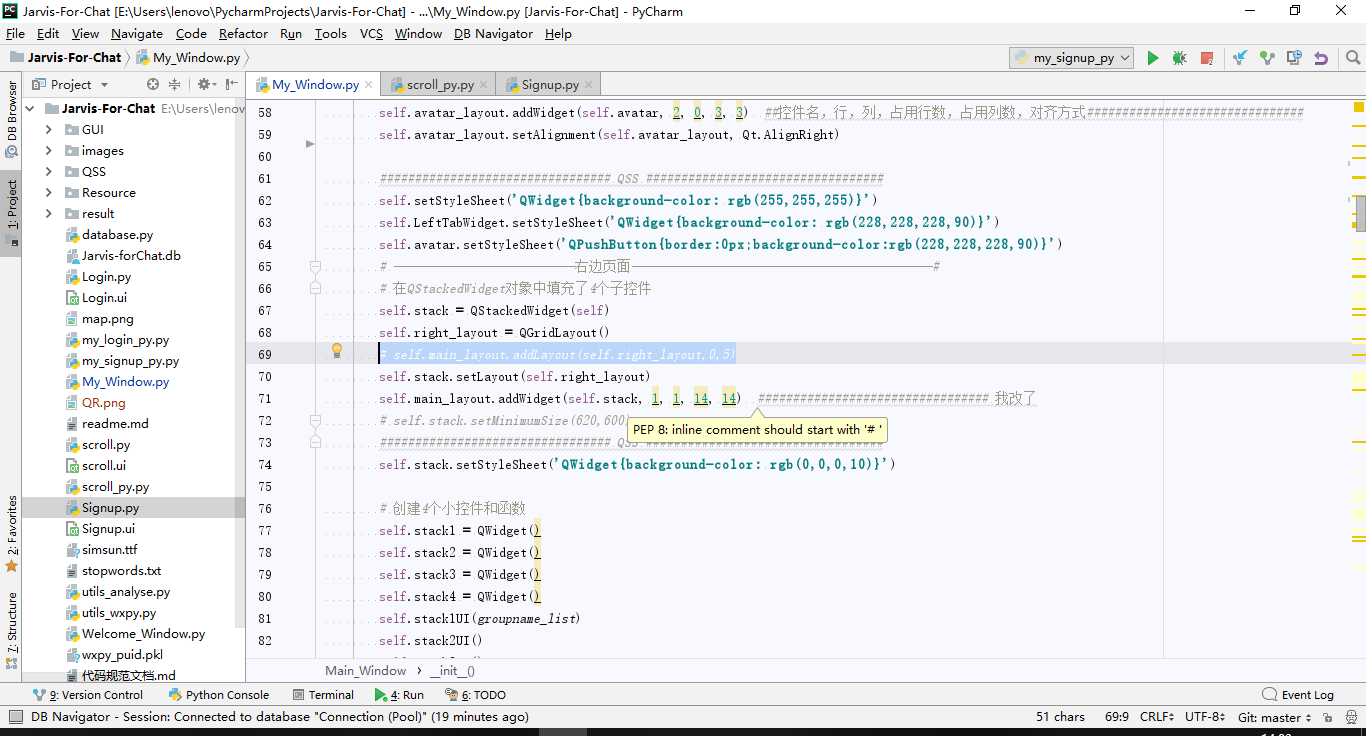 Jarvis-For-Chat [E:\Users\lenovo\PycharmProjects\Jarvis-For-Chat] - ...\My_Window.py [Jarvis-For-Chat] - PyCharm
File Edit View Navigate Code Refactor Run Tools VCS Window DB Navigator Help
Jarvis-For-Chat My_Window.py my_signup_py
Project My_Window.py scroll_py.py Signup.py
DB Browser
1: Project
2: Favorites
7: Structure
Jarvis-For-Chat E:\Users\lenov
GUI
images
QSS
Resource
result
database.py
Jarvis-forChat.db
Login.py
Login.ui
map.png
my_login_py.py
my_signup_py.py
My_Window.py
QR.png
readme.md
scroll.py
scroll.ui
scroll_py.py
Signup.py
Signup.ui
simsun.ttf
stopwords.txt
utils_analyse.py
utils_wxpy.py
Welcome_Window.py
wxpy_puid.pkl
代码规范文档.md
58 self.avatar_layout.addWidget(self.avatar, 2, 0, 3, 3) ##控件名，行，列，占用行数，占用列数，对齐方式###############################
59 self.avatar_layout.setAlignment(self.avatar_layout, Qt.AlignRight)
60
61 ################################# QSS ##################################
62 self.setStyleSheet('QWidget{background-color: rgb(255,255,255)}')
63 self.LeftTabWidget.setStyleSheet('QWidget{background-color: rgb(228,228,228,90)}')
64 self.avatar.setStyleSheet('QPushButton{border:0px;background-color:rgb(228,228,228,90)}')
65 # ——————————————右边页面———————————————————————#
66 # 在QStackedWidget对象中填充了4个子控件
67 self.stack = QStackedWidget(self)
68 self.right_layout = QGridLayout()
69 # self.main_layout.addLayout(self.right_layout,0,5)
70 self.stack.setLayout(self.right_layout)
71 self.main_layout.addWidget(self.stack, 1, 1, 14, 14) ################################# 我改了
72 # self.stack.setMinimumSize(620,600)
PEP 8: inline comment should start with '# '
73 ################################# QSS ##################################
74 self.stack.setStyleSheet('QWidget{background-color: rgb(0,0,0,10)}')
75
76 # 创建4个小控件和函数
77 self.stack1 = QWidget()
78 self.stack2 = QWidget()
79 self.stack3 = QWidget()
80 self.stack4 = QWidget()
81 self.stack1UI(groupname_list)
82 self.stack2UI()
Main_Window › __init__()
9: Version Control Python Console Terminal 4: Run 6: TODO Event Log
DB Navigator - Session: Connected to database "Connection (Pool)" (19 minutes ago) 51 chars 69:9 CRLF UTF-8 Git: master